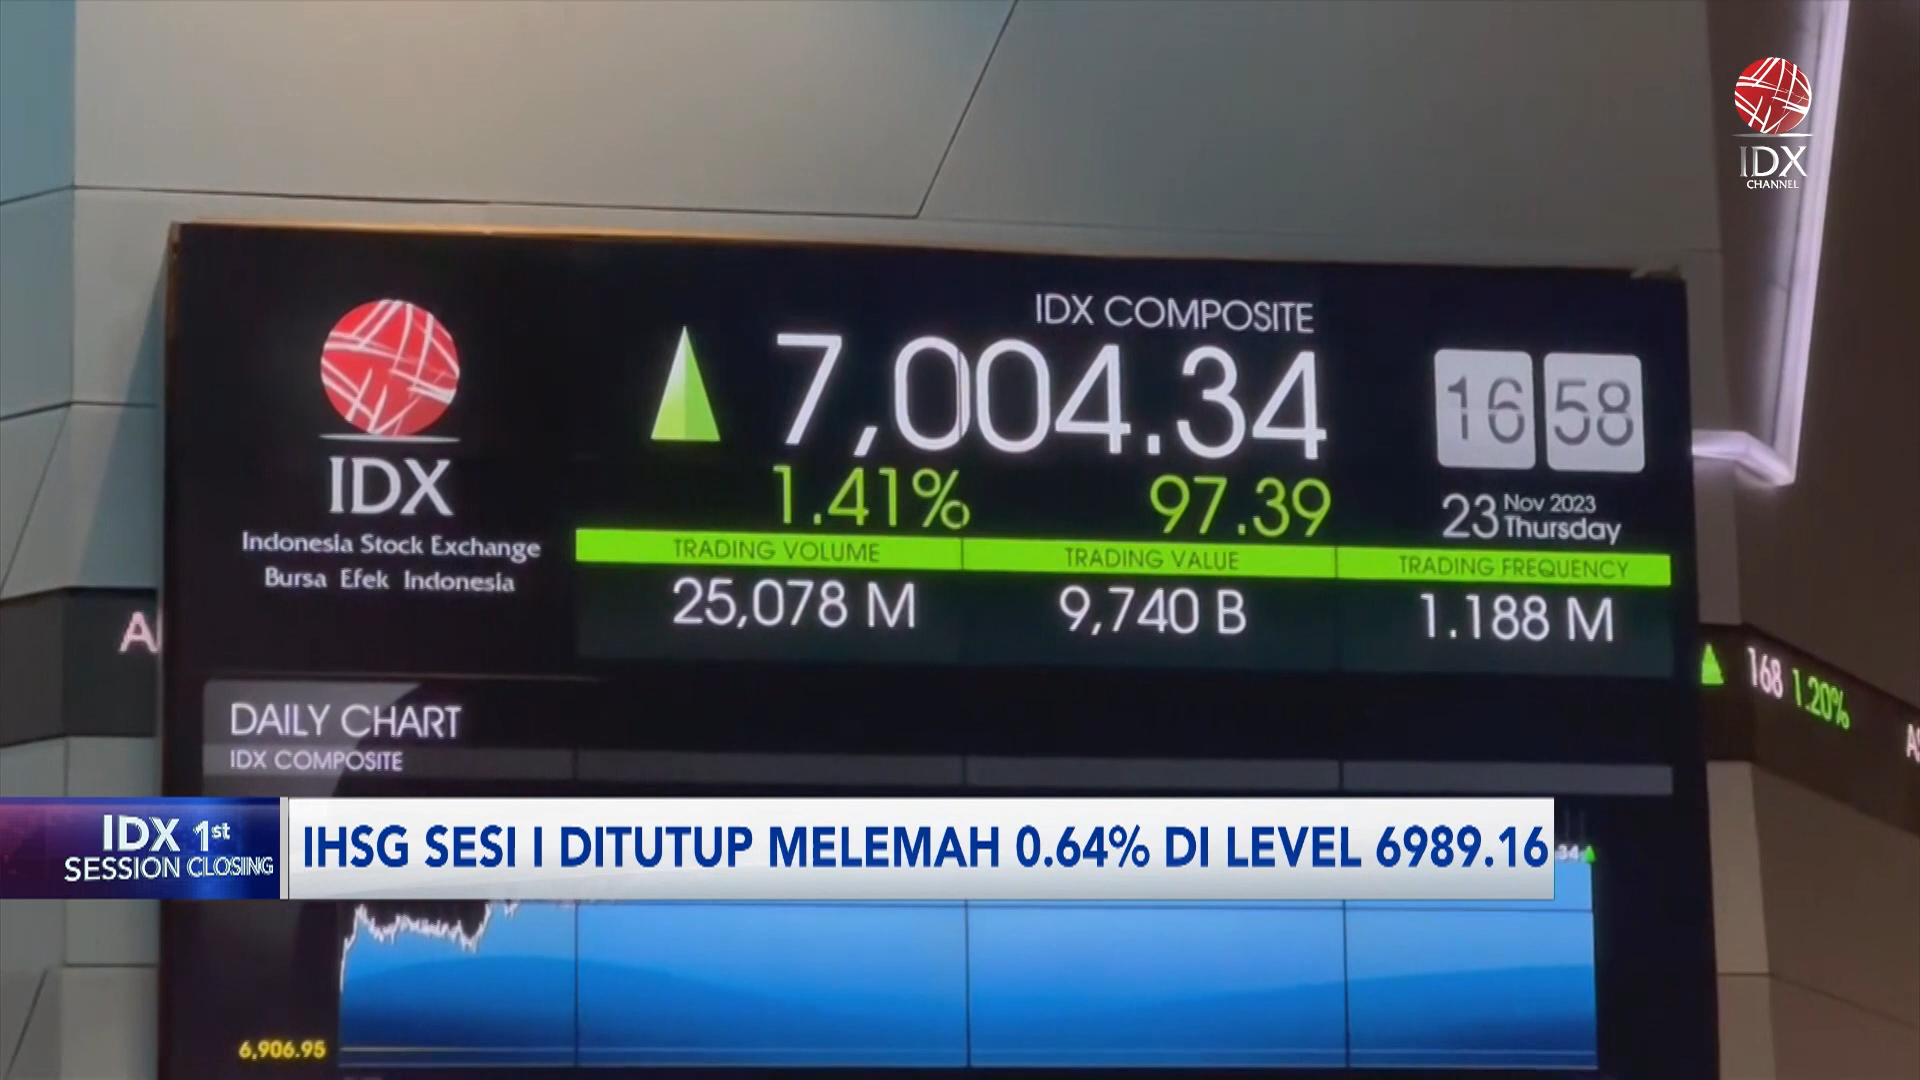 IDX
CHANNEL
IDX COMPOSITE
7,004.34
16 58
1.41% 97.39
23 Nov 2023
Thursday
IDX
Indonesia Stock Exchange
Bursa Efek Indonesia
TRADING VOLUME TRADING VALUE TRADING FREQUENCY
25,078 M 9,740 B 1.188 M
168 1.20%
DAILY CHART
IDX COMPOSITE
IDX 1st
SESSION CLOSING
IHSG SESI I DITUTUP MELEMAH 0.64% DI LEVEL 6989.16
6,906.95